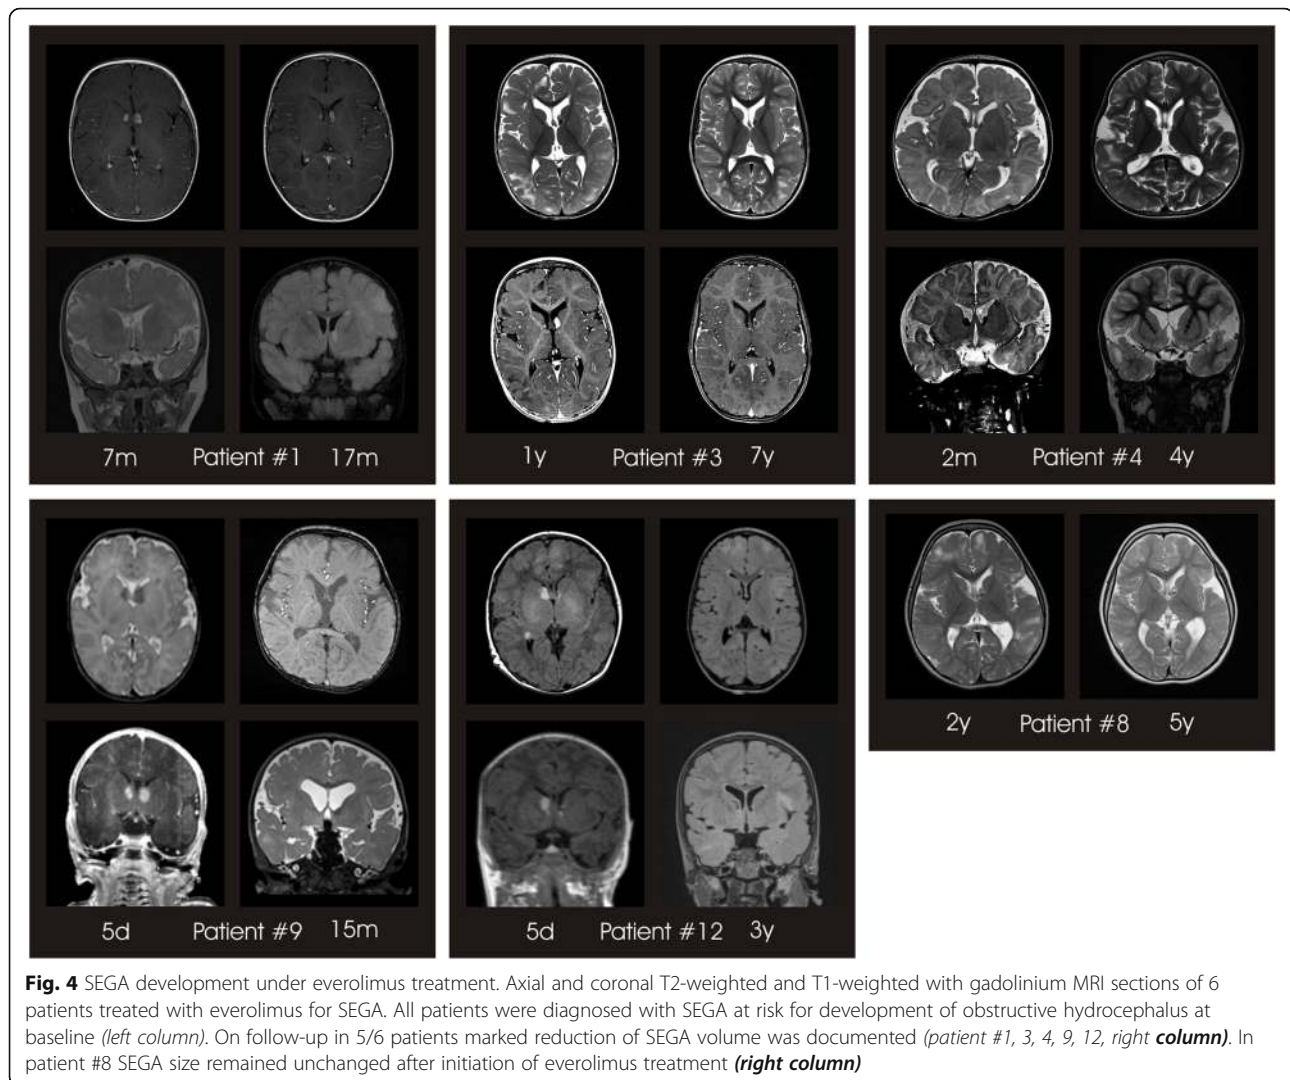 7m Patient #1 17m
1y Patient #3 7y
2m Patient #4 4y
2y Patient #8 5y
5d Patient #9 15m
5d Patient #12 3y
Fig. 4 SEGA development under everolimus treatment. Axial and coronal T2-weighted and T1-weighted with gadolinium MRI sections of 6
patients treated with everolimus for SEGA. All patients were diagnosed with SEGA at risk for development of obstructive hydrocephalus at
baseline (left column). On follow-up in 5/6 patients marked reduction of SEGA volume was documented (patient #1, 3, 4, 9, 12, right column). In
patient #8 SEGA size remained unchanged after initiation of everolimus treatment (right column)